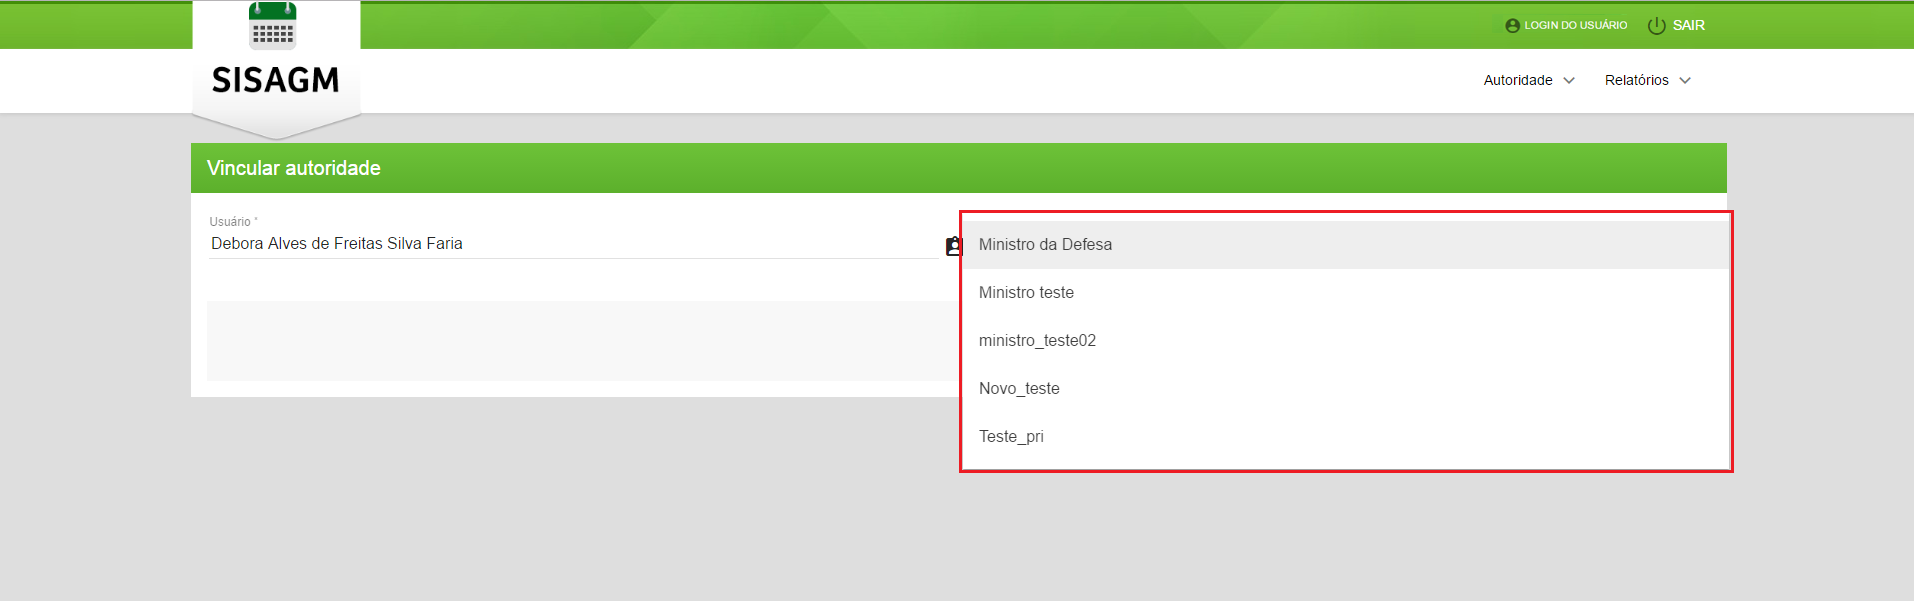 LOGIN DO USUÁRIO
SAIR
SISAGM
Autoridade
Relatórios
Vincular autoridade
Usuário *
Debora Alves de Freitas Silva Faria
Ministro da Defesa
Ministro teste
ministro_teste02
Novo_teste
Teste_pri